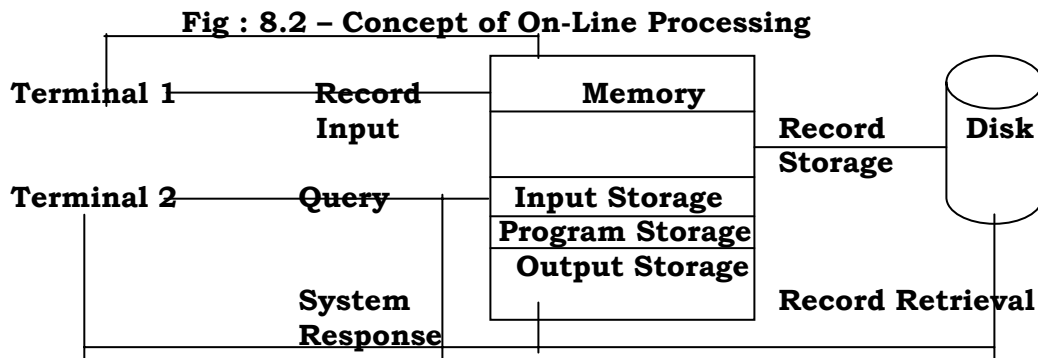 Fig : 8.2 – Concept of On-Line Processing
Terminal 1
Record
Input
Memory
Record
Storage
Disk
Terminal 2
Query
Input Storage
Program Storage
Output Storage
System
Response
Record Retrieval